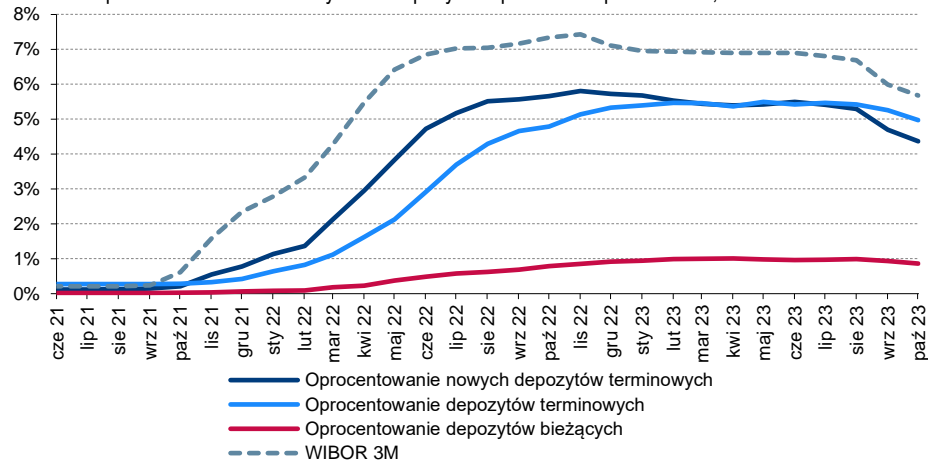 8%
7%
6%
5%
4%
3%
2%
1%
0%
cze 21
lip 21
sie 21
wrz 21
paź 21
lis 21
gru 21
sty 22
lut 22
mar 22
kwi 22
maj 22
cze 22
lip 22
sie 22
wrz 22
paź 22
lis 22
gru 22
sty 23
lut 23
mar 23
kwi 23
maj 23
cze 23
lip 23
sie 23
wrz 23
paź 23
Oprocentowanie nowych depozytów terminowych
Oprocentowanie depozytów terminowych
Oprocentowanie depozytów bieżących
WIBOR 3M